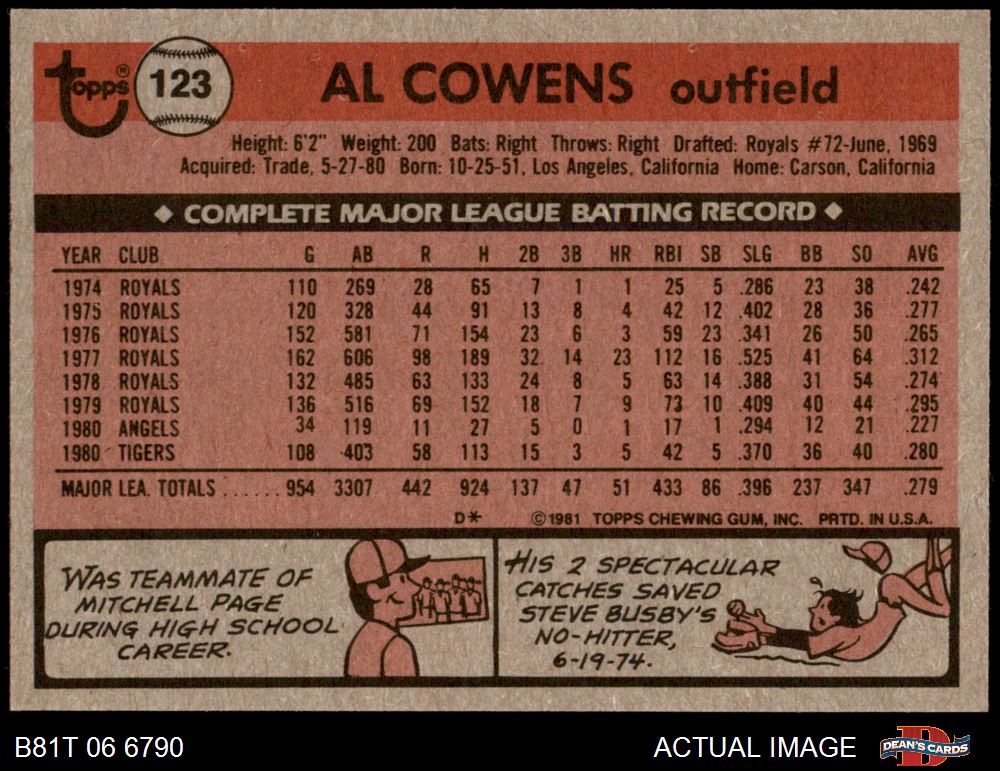 topps® 123 AL COWENS outfield
Height: 6'2" Weight: 200 Bats: Right Throws: Right Drafted: Royals #72-June, 1969
Acquired: Trade, 5-27-80 Born: 10-25-51, Los Angeles, California Home: Carson, California
◆ COMPLETE MAJOR LEAGUE BATTING RECORD ◆
YEAR CLUB G AB R H 2B 3B HR RBI SB SLG BB SO AVG
1974 ROYALS 110 269 28 65 7 1 1 25 5 .286 23 38 .242
1975 ROYALS 120 328 44 91 13 8 4 42 12 .402 28 36 .277
1976 ROYALS 152 581 71 154 23 6 3 59 23 .341 26 50 .265
1977 ROYALS 162 606 98 189 32 14 23 112 16 .525 41 64 .312
1978 ROYALS 132 485 63 133 24 8 5 63 14 .388 31 54 .274
1979 ROYALS 136 516 69 152 18 7 9 73 10 .409 40 44 .295
1980 ANGELS 34 119 11 27 5 0 1 17 1 .294 12 21 .227
1980 TIGERS 108 403 58 113 15 3 5 42 5 .370 36 40 .280
MAJOR LEA. TOTALS ...... 954 3307 442 924 137 47 51 433 86 .396 237 347 .279
D* ©1981 TOPPS CHEWING GUM, INC. PRTD. IN U.S.A.
WAS TEAMMATE OF
MITCHELL PAGE
DURING HIGH SCHOOL
CAREER.
HIS 2 SPECTACULAR
CATCHES SAVED
STEVE BUSBY'S
NO-HITTER,
6-19-74.
B81T 06 6790 ACTUAL IMAGE DEAN'S CARDS